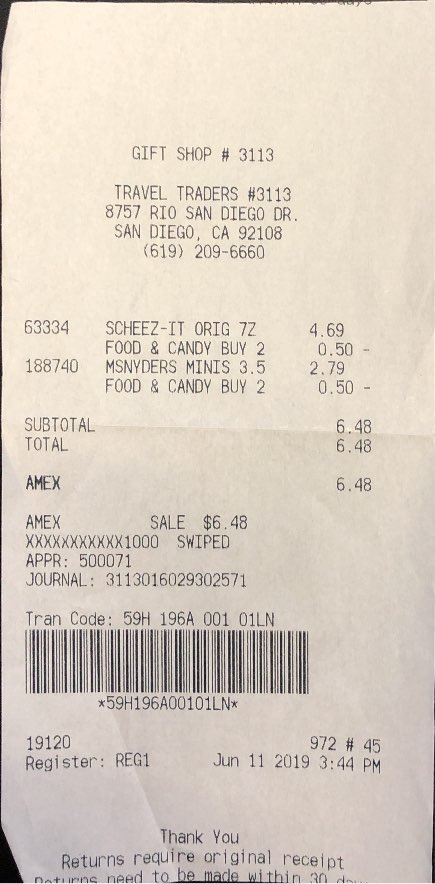 GIFT SHOP # 3113
TRAVEL TRADERS #3113
8757 RIO SAN DIEGO DR.
SAN DIEGO, CA 92108
(619) 209-6660
63334 SCHEEZ-IT ORIG 7Z 4.69
FOOD & CANDY BUY 2 0.50 -
188740 MSNYDERS MINIS 3.5 2.79
FOOD & CANDY BUY 2 0.50 -
SUBTOTAL 6.48
TOTAL 6.48
AMEX 6.48
AMEX SALE $6.48
XXXXXXXXXXX1000 SWIPED
APPR: 500071
JOURNAL: 3113016029302571
Tran Code: 59H 196A 001 01LN
*59H196A00101LN*
19120 972 # 45
Register: REG1 Jun 11 2019 3:44 PM
Thank You
Returns require original receipt
Returns need to be made within 30 days